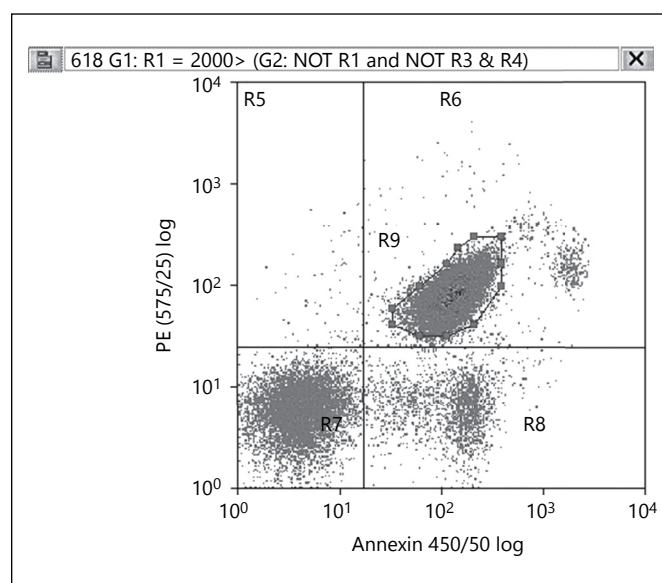 618 G1: R1 = 2000> (G2: NOT R1 and NOT R3 & R4)
10⁴
R5
R6
10³
R9
10²
PE (575/25) log
10¹
R7
R8
10⁰
10⁰
10¹
10²
10³
10⁴
Annexin 450/50 log